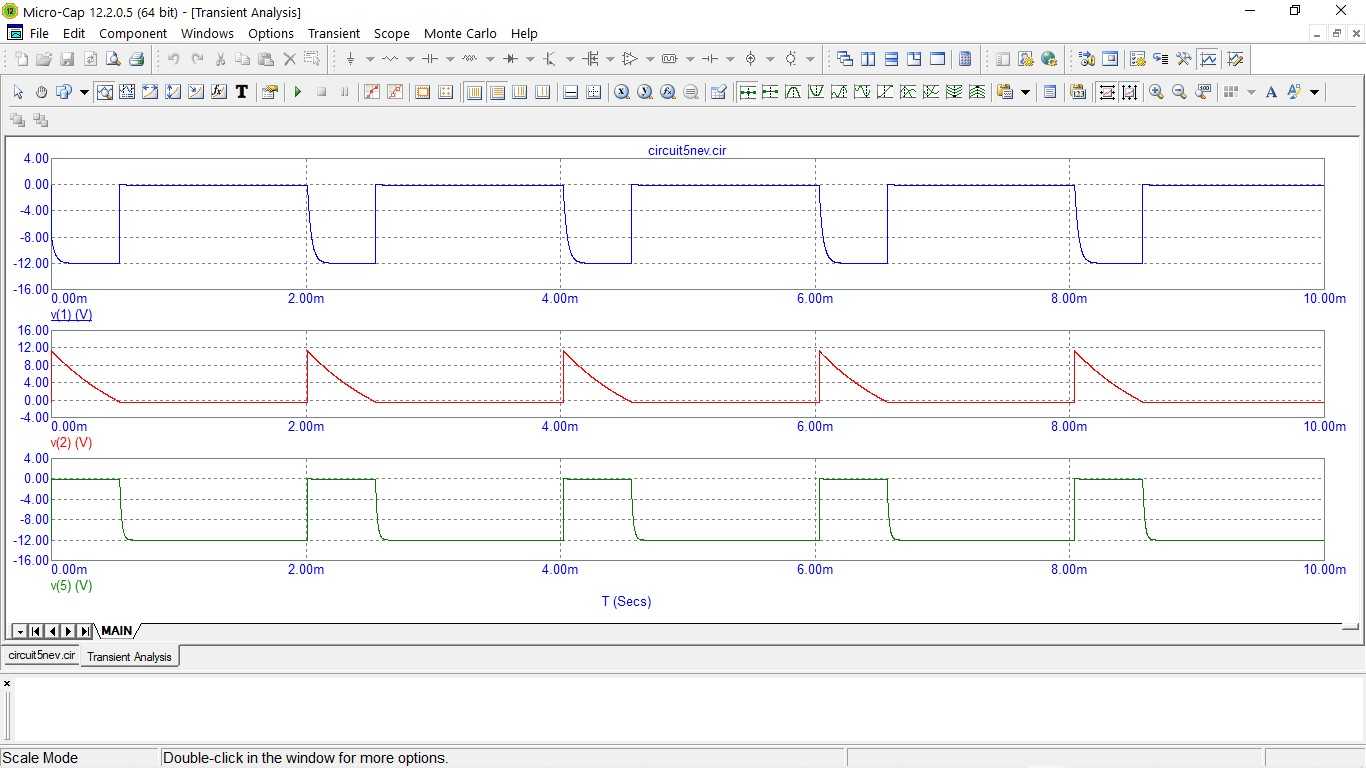 Micro-Cap 12.2.0.5 (64 bit) - [Transient Analysis]
File Edit Component Windows Options Transient Scope Monte Carlo Help
circuit5nev.cir
4.00
0.00
-4.00
-8.00
-12.00
-16.00
0.00m 2.00m 4.00m 6.00m 8.00m 10.00m
v(1) (V)
16.00
12.00
8.00
4.00
0.00
-4.00
0.00m 2.00m 4.00m 6.00m 8.00m 10.00m
v(2) (V)
4.00
0.00
-4.00
-8.00
-12.00
-16.00
0.00m 2.00m 4.00m 6.00m 8.00m 10.00m
v(5) (V)
T (Secs)
MAIN
circuit5nev.cir Transient Analysis
Scale Mode Double-click in the window for more options.